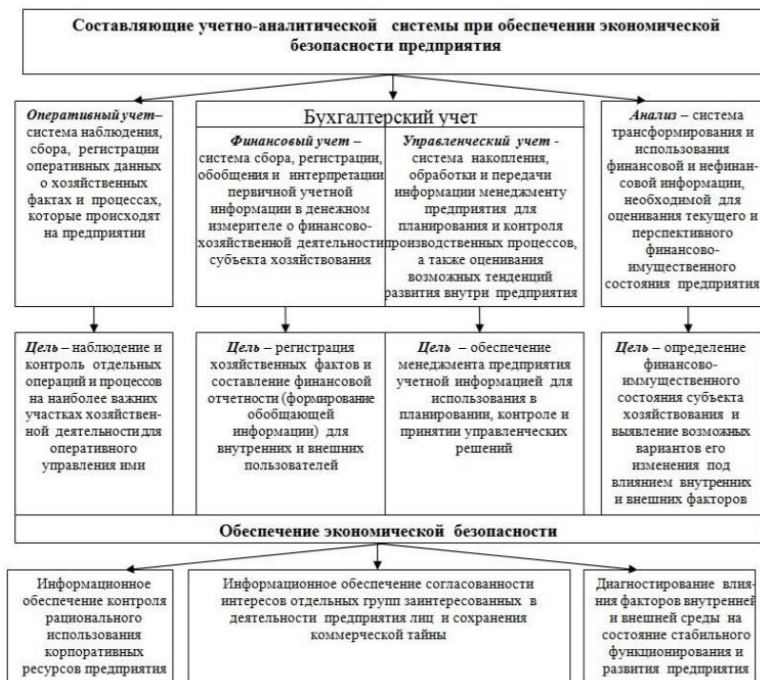 Составляющие учетно-аналитической системы при обеспечении экономической
безопасности предприятия
Оперативный учет–
система наблюдения,
сбора, регистрации
оперативных данных
о хозяйственных
фактах и процессах,
которые происходят
на предприятии
Бухгалтерский учет
Финансовый учет –
система сбора, регистрации,
обобщения и интерпретации
первичной учетной
информации в денежном
измерителе о финансово-
хозяйственной деятельности
субъекта хозяйствования
Управленческий учет -
система накопления,
обработки и передачи
информации менеджменту
предприятия для
планирования и контроля
производственных процессов,
а также оценивания
возможных тенденций
развития внутри предприятия
Анализ – система
трансформирования и
использования
финансовой и нефинан-
совой информации,
необходимой для
оценивания текущего и
перспективного
финансово-
имущественного
состояния предприятия
Цель – наблюдение и
контроль отдельных
операций и процессов
на наиболее важних
участках хозяйствен-
ной деятельности для
оперативного
управления ими
Цель – регистрация
хозяйственных фактов и
составление финансовой
отчетности (формирование
обобщающей
информации) для
внутренних и внешних
пользователей
Цель – обеспечение
менеджмента предприятия
учетной информацией для
использования в
планировании, контроле и
принятии управленческих
решений
Цель – определение
финансово-
иммущественного
состояния субъекта
хозяйствования и
выявление возможных
вариантов его
изменения под
влиянием внутренних
и внешних факторов
Обеспечение экономической безопасности
Информационное
обеспечение контроля
рационального
использования
корпоративных
ресурсов предприятия
Информационное обеспечение согласованности
интересов отдельных групп заинтересованных в
деятельности предприятия лиц и сохранения
коммерческой тайны
Диагностирование влия-
ния факторов внутренней
и внешней среды на
состояние стабильного
функционирования и
развития предприятия